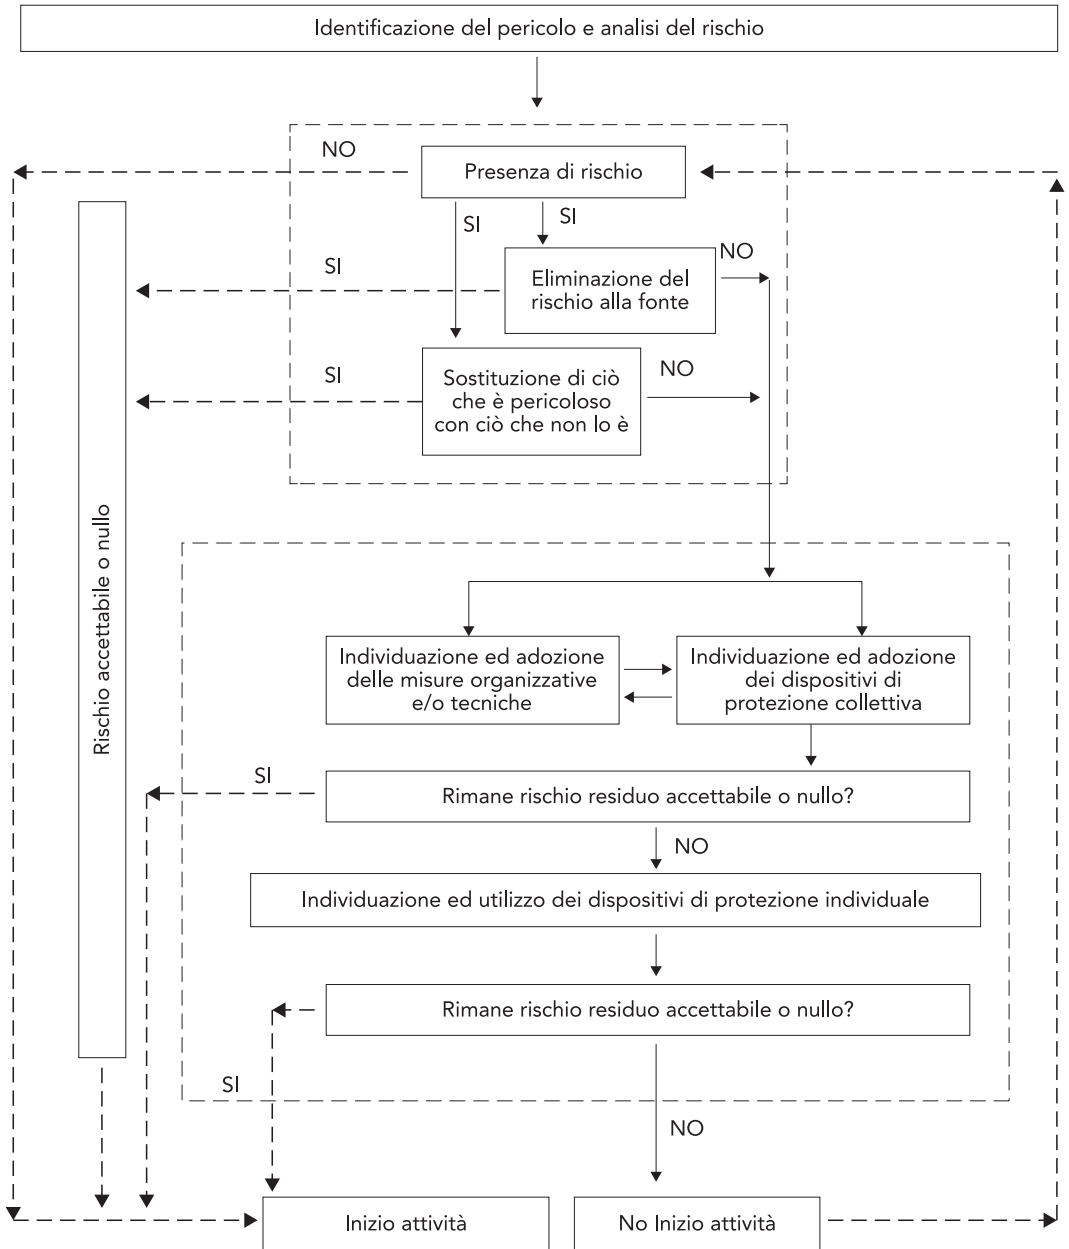 Identificazione del pericolo e analisi del rischio
NO
Presenza di rischio
SI
SI
NO
SI
Eliminazione del
rischio alla fonte
NO
SI
Sostituzione di ciò
che è pericoloso
con ciò che non lo è
Rischio accettabile o nullo
Individuazione ed adozione
delle misure organizzative
e/o tecniche
Individuazione ed adozione
dei dispositivi di
protezione collettiva
SI
Rimane rischio residuo accettabile o nullo?
NO
Individuazione ed utilizzo dei dispositivi di protezione individuale
Rimane rischio residuo accettabile o nullo?
SI
NO
Inizio attività
No Inizio attività